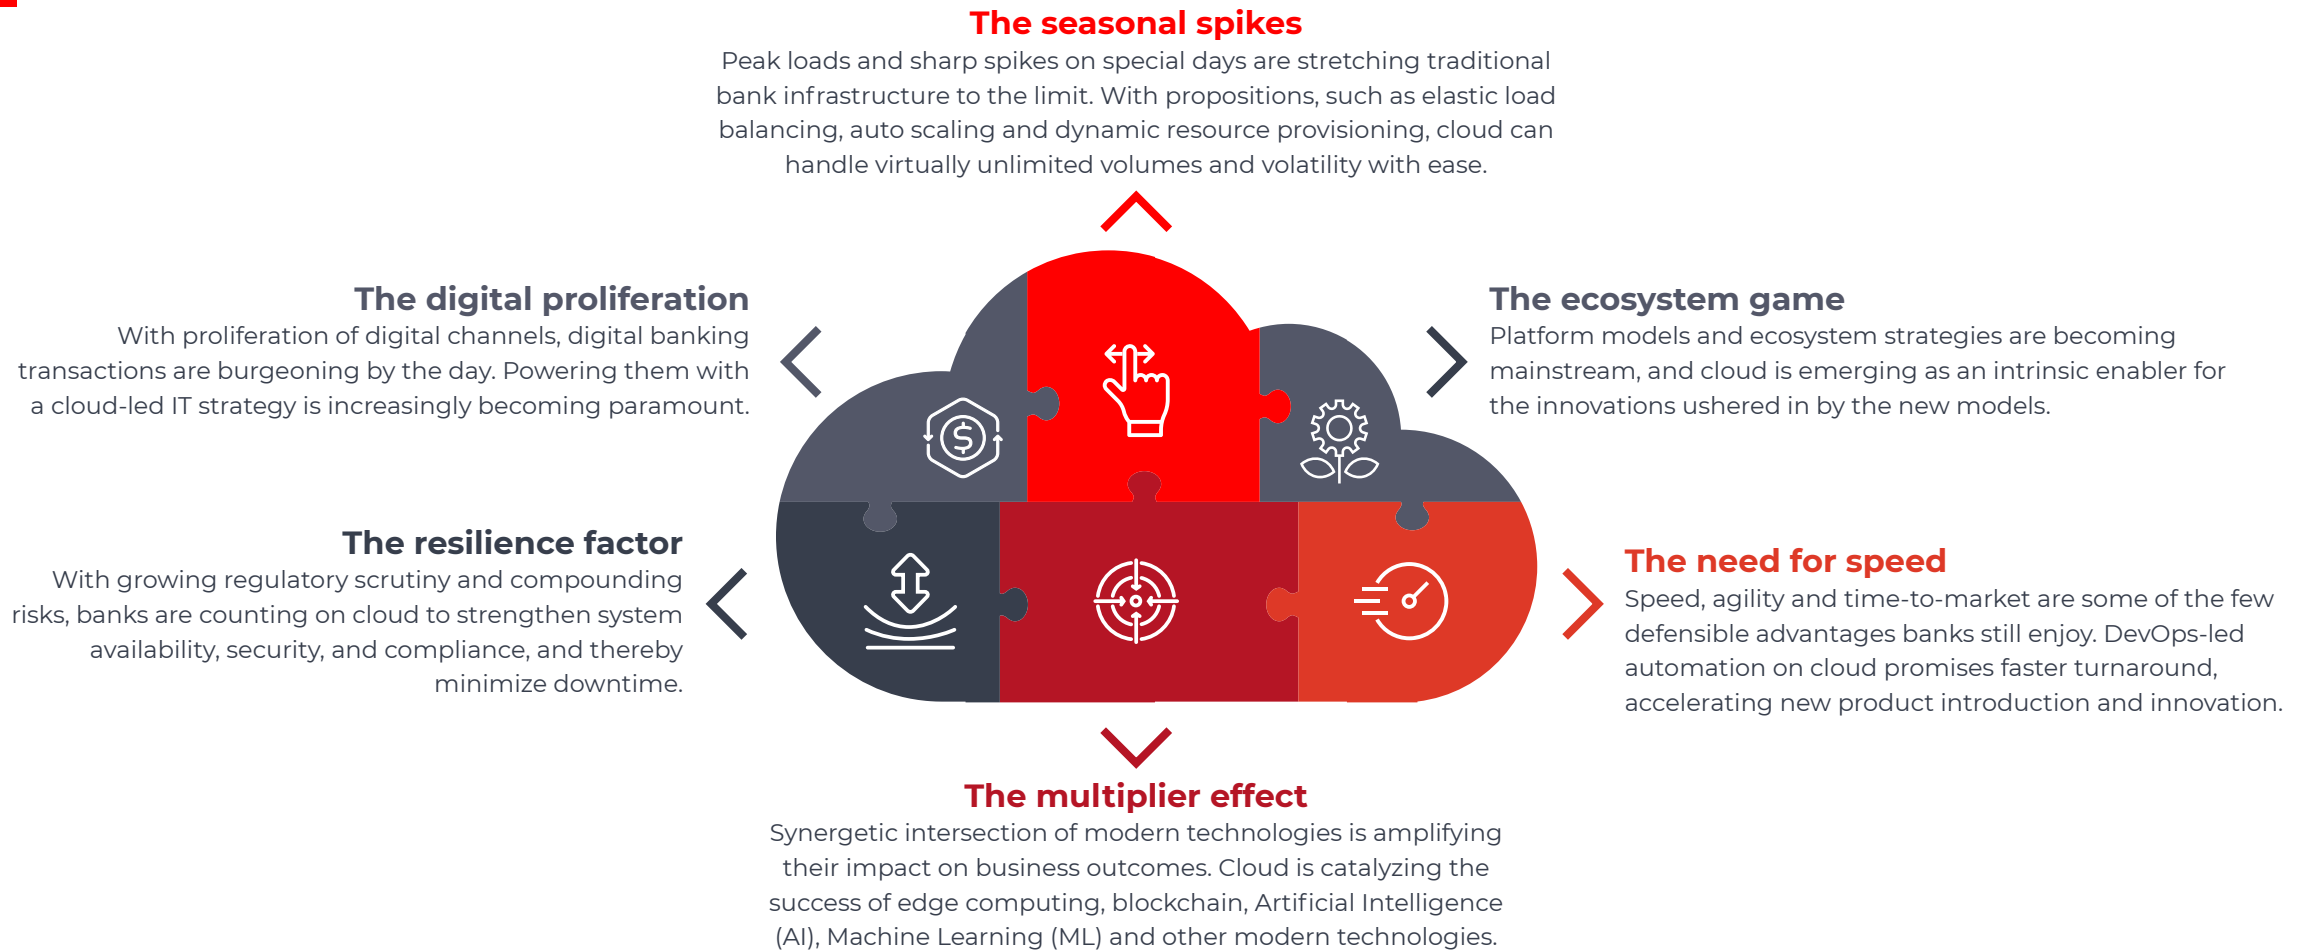 The seasonal spikes
Peak loads and sharp spikes on special days are stretching traditional
bank infrastructure to the limit. With propositions, such as elastic load
balancing, auto scaling and dynamic resource provisioning, cloud can
handle virtually unlimited volumes and volatility with ease.
The digital proliferation
With proliferation of digital channels, digital banking
transactions are burgeoning by the day. Powering them with
a cloud-led IT strategy is increasingly becoming paramount.
The ecosystem game
Platform models and ecosystem strategies are becoming
mainstream, and cloud is emerging as an intrinsic enabler for
the innovations ushered in by the new models.
The resilience factor
With growing regulatory scrutiny and compounding
risks, banks are counting on cloud to strengthen system
availability, security, and compliance, and thereby
minimize downtime.
The need for speed
Speed, agility and time-to-market are some of the few
defensible advantages banks still enjoy. DevOps-led
automation on cloud promises faster turnaround,
accelerating new product introduction and innovation.
The multiplier effect
Synergetic intersection of modern technologies is amplifying
their impact on business outcomes. Cloud is catalyzing the
success of edge computing, blockchain, Artificial Intelligence
(AI), Machine Learning (ML) and other modern technologies.